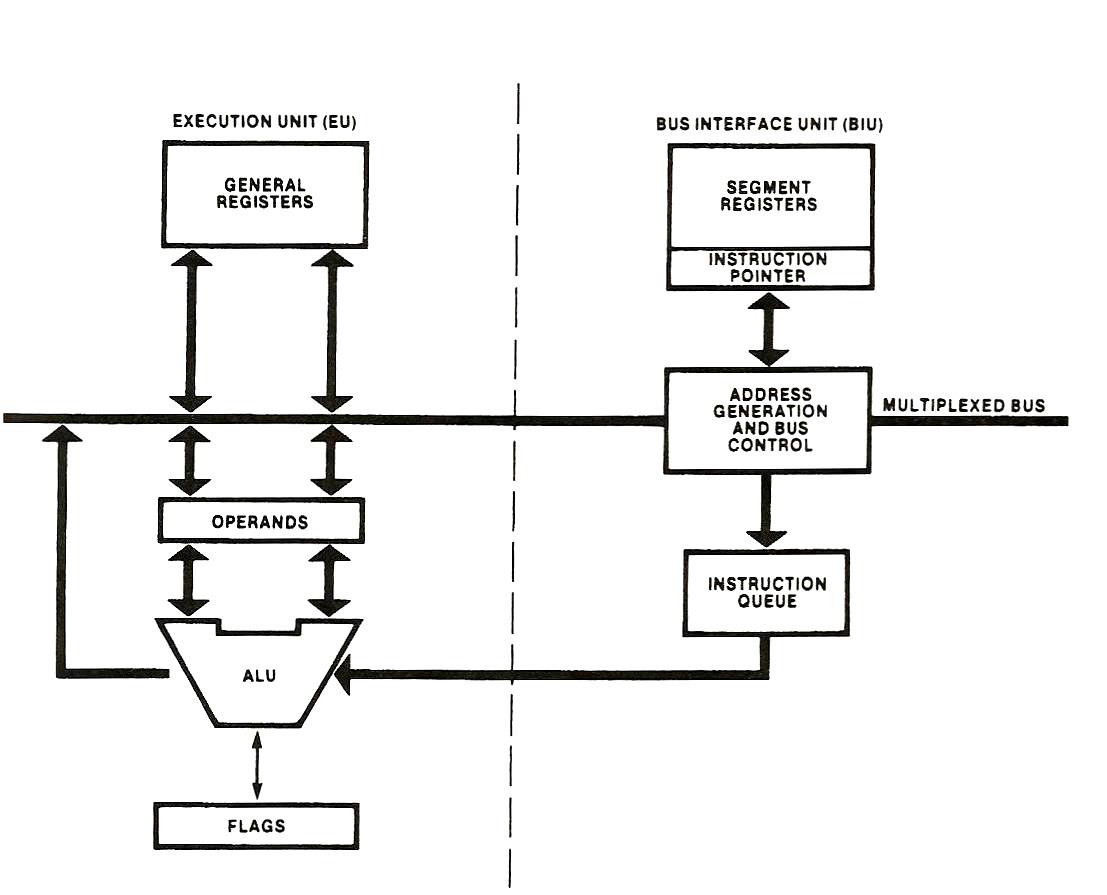 EXECUTION UNIT (EU)
GENERAL
REGISTERS
OPERANDS
ALU
FLAGS
BUS INTERFACE UNIT (BIU)
SEGMENT
REGISTERS
INSTRUCTION
POINTER
ADDRESS
GENERATION
AND BUS
CONTROL
MULTIPLEXED BUS
INSTRUCTION
QUEUE